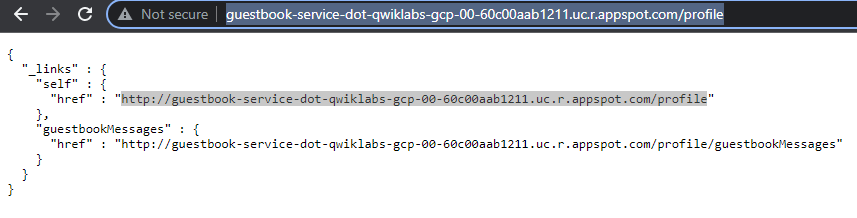 Not secure | guestbook-service-dot-qwiklabs-gcp-00-60c00aab1211.uc.r.appspot.com/profile
{
  "_links" : {
    "self" : {
      "href" : "http://guestbook-service-dot-qwiklabs-gcp-00-60c00aab1211.uc.r.appspot.com/profile"
    },
    "guestbookMessages" : {
      "href" : "http://guestbook-service-dot-qwiklabs-gcp-00-60c00aab1211.uc.r.appspot.com/profile/guestbookMessages"
    }
  }
}